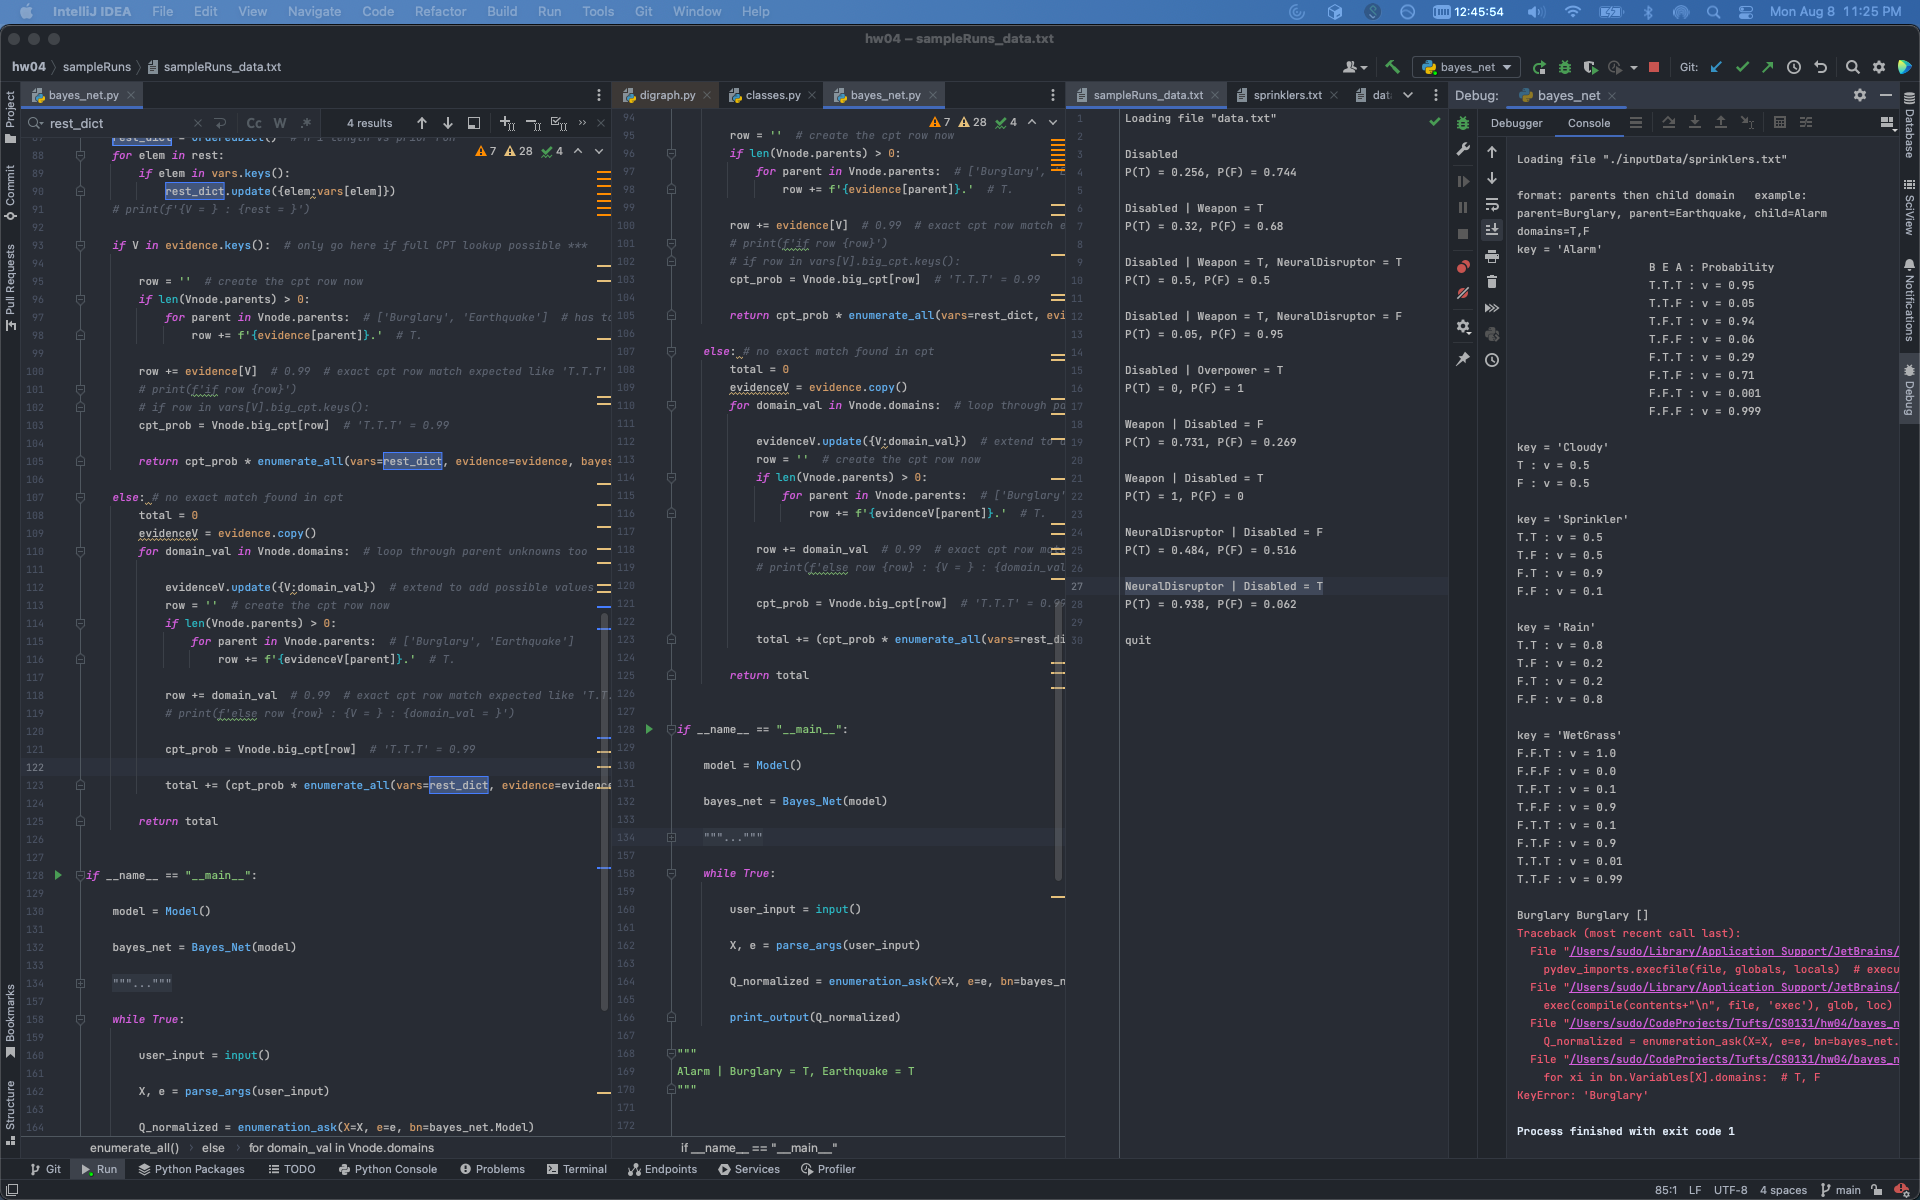 IntelliJ IDEA File Edit View Navigate Code Refactor Build Run Tools Git Window Help 12:45:54 Mon Aug 8 11:25 PM
hw04 – sampleRuns_data.txt
hw04 sampleRuns sampleRuns_data.txt bayes_net Git:
bayes_net.py
rest_dict Cc W .* 4 results
88 for elem in rest:
89 if elem in vars.keys():
90 rest_dict.update({elem:vars[elem]})
91 # print(f'{V = } : {rest = }')
92
93 if V in evidence.keys():  # only go here if full CPT lookup possible ***
94
95 row = ''  # create the cpt row now
96 if len(Vnode.parents) > 0:
97 for parent in Vnode.parents:  # ['Burglary', 'Earthquake']  # has to
98 row += f'{evidence[parent]}.'  # T.
99
100 row += evidence[V]  # 0.99  # exact cpt row match expected like 'T.T.T'
101 # print(f'if row {row}')
102 # if row in vars[V].big_cpt.keys():
103 cpt_prob = Vnode.big_cpt[row]  # 'T.T.T' = 0.99
104
105 return cpt_prob * enumerate_all(vars=rest_dict, evidence=evidence, bayes
106
107 else: # no exact match found in cpt
108 total = 0
109 evidenceV = evidence.copy()
110 for domain_val in Vnode.domains:  # loop through parent unknowns too
111
112 evidenceV.update({V:domain_val})  # extend to add possible values
113 row = ''  # create the cpt row now
114 if len(Vnode.parents) > 0:
115 for parent in Vnode.parents:  # ['Burglary', 'Earthquake']
116 row += f'{evidenceV[parent]}.'  # T.
117
118 row += domain_val  # 0.99  # exact cpt row match expected like 'T.T.
119 # print(f'else row {row} : {V = } : {domain_val = }')
120
121 cpt_prob = Vnode.big_cpt[row]  # 'T.T.T' = 0.99
122
123 total += (cpt_prob * enumerate_all(vars=rest_dict, evidence=evidence
124
125 return total
126
127
128 if __name__ == "__main__":
129
130 model = Model()
131
132 bayes_net = Bayes_Net(model)
133
134 """..."""
157
158 while True:
159
160 user_input = input()
161
162 X, e = parse_args(user_input)
163
164 Q_normalized = enumeration_ask(X=X, e=e, bn=bayes_net.Model)
enumerate_all() else for domain_val in Vnode.domains
7 28 4
digraph.py classes.py bayes_net.py
94
95 row = ''  # create the cpt row now
96 if len(Vnode.parents) > 0:
97 for parent in Vnode.parents:  # ['Burglary',
98 row += f'{evidence[parent]}.'  # T.
99
100 row += evidence[V]  # 0.99  # exact cpt row match e
101 # print(f'if row {row}')
102 # if row in vars[V].big_cpt.keys():
103 cpt_prob = Vnode.big_cpt[row]  # 'T.T.T' = 0.99
104
105 return cpt_prob * enumerate_all(vars=rest_dict, evi
106
107 else: # no exact match found in cpt
108 total = 0
109 evidenceV = evidence.copy()
110 for domain_val in Vnode.domains:  # loop through pa
111
112 evidenceV.update({V:domain_val})  # extend to
113 row = ''  # create the cpt row now
114 if len(Vnode.parents) > 0:
115 for parent in Vnode.parents:  # ['Burglary'
116 row += f'{evidenceV[parent]}.'  # T.
117
118 row += domain_val  # 0.99  # exact cpt row
119 # print(f'else row {row} : {V = } : {domain_val
120
121 cpt_prob = Vnode.big_cpt[row]  # 'T.T.T' = 0.99
122
123 total += (cpt_prob * enumerate_all(vars=rest_di
124
125 return total
126
127
128 if __name__ == "__main__":
129
130 model = Model()
131
132 bayes_net = Bayes_Net(model)
133
134 """..."""
157
158 while True:
159
160 user_input = input()
161
162 X, e = parse_args(user_input)
163
164 Q_normalized = enumeration_ask(X=X, e=e, bn=bayes_n
165
166 print_output(Q_normalized)
167
168 """
169 Alarm | Burglary = T, Earthquake = T
170 """
171
172
if __name__ == "__main__"
7 28 4
sampleRuns_data.txt sprinklers.txt dat
1 Loading file "data.txt"
2
3 Disabled
4 P(T) = 0.256, P(F) = 0.744
5
6 Disabled | Weapon = T
7 P(T) = 0.32, P(F) = 0.68
8
9 Disabled | Weapon = T, NeuralDisruptor = T
10 P(T) = 0.5, P(F) = 0.5
11
12 Disabled | Weapon = T, NeuralDisruptor = F
13 P(T) = 0.05, P(F) = 0.95
14
15 Disabled | Overpower = T
16 P(T) = 0, P(F) = 1
17
18 Weapon | Disabled = F
19 P(T) = 0.731, P(F) = 0.269
20
21 Weapon | Disabled = T
22 P(T) = 1, P(F) = 0
23
24 NeuralDisruptor | Disabled = F
25 P(T) = 0.484, P(F) = 0.516
26
27 NeuralDisruptor | Disabled = T
28 P(T) = 0.938, P(F) = 0.062
29
30 quit
Debug: bayes_net
Debugger Console
Loading file "./inputData/sprinklers.txt"
format: parents then child domain   example:
parent=Burglary, parent=Earthquake, child=Alarm
domains=T,F
key = 'Alarm'
B E A : Probability
T.T.T : v = 0.95
T.T.F : v = 0.05
T.F.T : v = 0.94
T.F.F : v = 0.06
F.T.T : v = 0.29
F.T.F : v = 0.71
F.F.T : v = 0.001
F.F.F : v = 0.999
key = 'Cloudy'
T : v = 0.5
F : v = 0.5
key = 'Sprinkler'
T.T : v = 0.5
T.F : v = 0.5
F.T : v = 0.9
F.F : v = 0.1
key = 'Rain'
T.T : v = 0.8
T.F : v = 0.2
F.T : v = 0.2
F.F : v = 0.8
key = 'WetGrass'
F.F.T : v = 1.0
F.F.F : v = 0.0
T.F.T : v = 0.1
T.F.F : v = 0.9
F.T.T : v = 0.1
F.T.F : v = 0.9
T.T.T : v = 0.01
T.T.F : v = 0.99
Burglary Burglary []
Traceback (most recent call last):
File "/Users/sudo/Library/Application Support/JetBrains/
pydev_imports.execfile(file, globals, locals)  # execu
File "/Users/sudo/Library/Application Support/JetBrains/
exec(compile(contents+"\n", file, 'exec'), glob, loc)
File "/Users/sudo/CodeProjects/Tufts/CS0131/hw04/bayes_n
Q_normalized = enumeration_ask(X=X, e=e, bn=bayes_net.
File "/Users/sudo/CodeProjects/Tufts/CS0131/hw04/bayes_n
for xi in bn.Variables[X].domains:  # T, F
KeyError: 'Burglary'
Process finished with exit code 1
Project
Commit
Pull Requests
Bookmarks
Structure
Database
SciView
Notifications
Debug
Git Run Python Packages TODO Python Console Problems Terminal Endpoints Services Profiler
85:1 LF UTF-8 4 spaces main